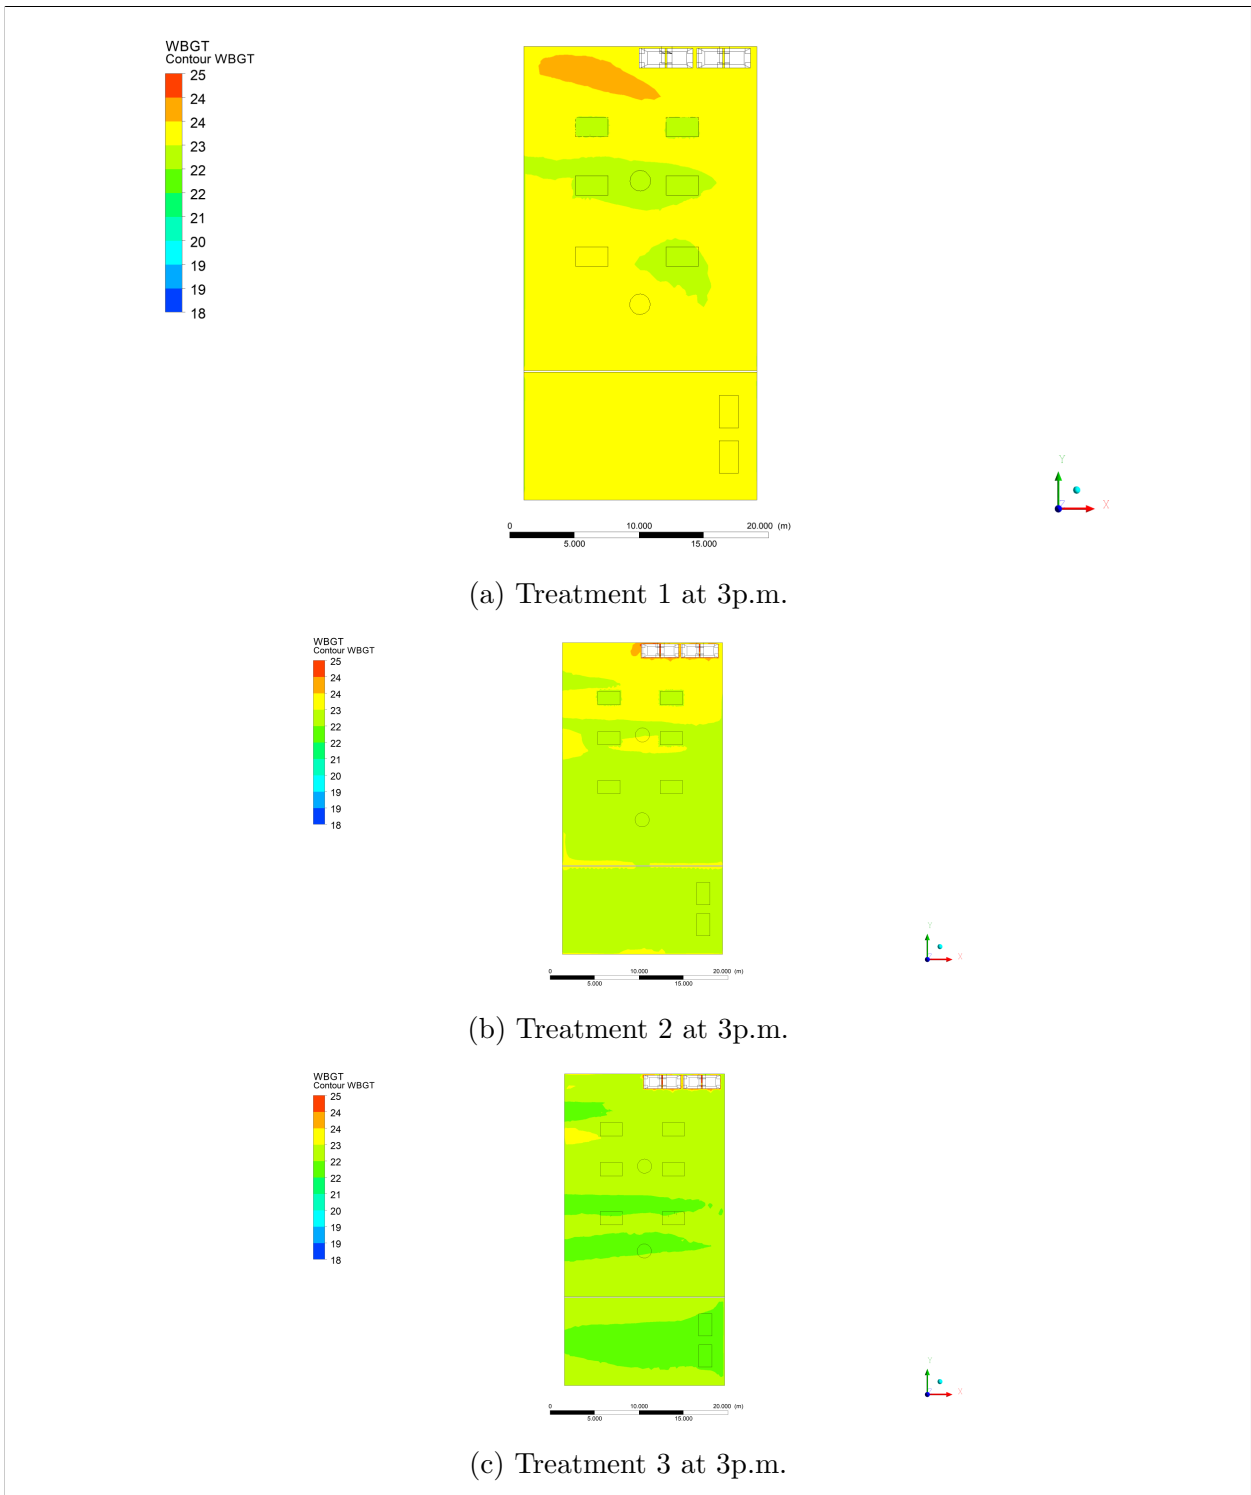 WBGT
Contour WBGT
25
24
24
23
22
22
21
20
19
19
18
0 10.000 20.000 (m)
5.000 15.000
Y
X
Z
(a) Treatment 1 at 3p.m.
WBGT
Contour WBGT
25
24
24
23
22
22
21
20
19
19
18
0 10.000 20.000 (m)
5.000 15.000
Y
X
(b) Treatment 2 at 3p.m.
WBGT
Contour WBGT
25
24
24
23
22
22
21
20
19
19
18
0 10.000 20.000 (m)
5.000 15.000
Y
X
(c) Treatment 3 at 3p.m.